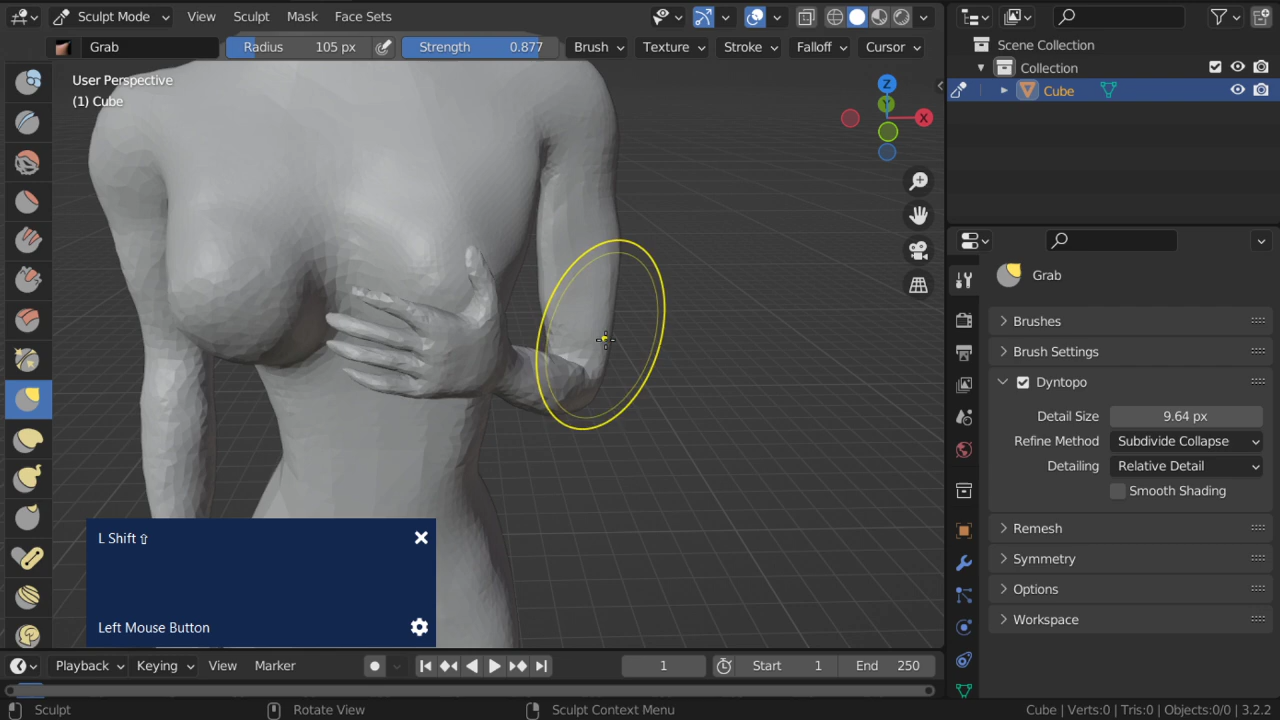 Sculpt Mode View Sculpt Mask Face Sets
Grab Radius 105 px Strength 0.877 Brush Texture Stroke Falloff Cursor
User Perspective
(1) Cube
Z
Y
X
L Shift ⇧
Left Mouse Button
Scene Collection
Collection
Cube
Grab
Brushes
Brush Settings
Dyntopo
Detail Size 9.64 px
Refine Method Subdivide Collapse
Detailing Relative Detail
Smooth Shading
Remesh
Symmetry
Options
Workspace
Playback Keying View Marker 1 Start 1 End 250
Sculpt Rotate View Sculpt Context Menu Cube | Verts:0 | Tris:0 | Objects:0/0 | 3.2.2